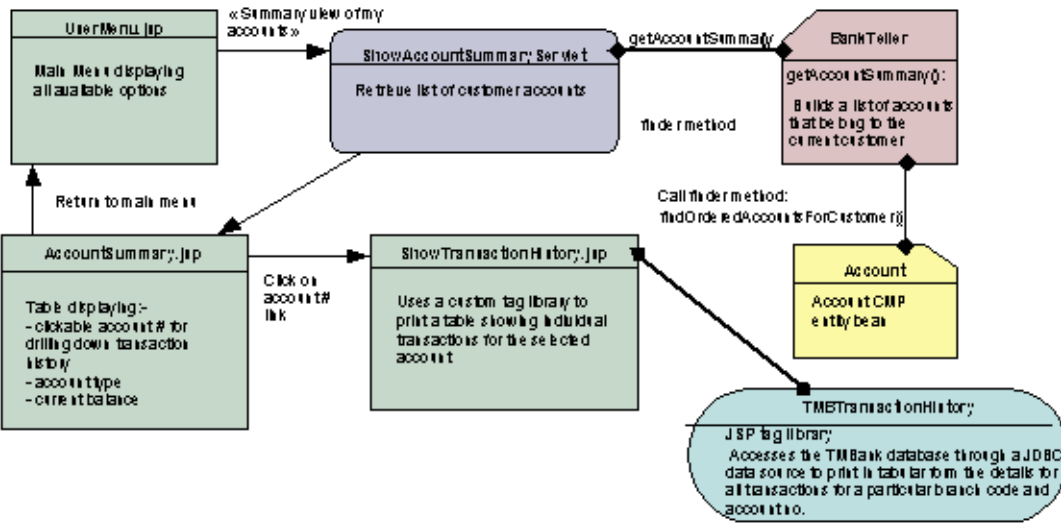 UserMenu.jsp
Main Menu displaying
all available options
«Summary view of my
accounts»
ShowAccountSummary Servlet
Retrieve list of customer accounts
getAccountSummary
BankTeller
getAccountSummary():
Builds a list of accounts
that belong to the
current customer
finder method
Return to main menu
Call finder method:
findOrderedAccountsForCustomer()
AccountSummary.jsp
Table displaying:-
- clickable account # for
drilling down transaction
history
- account type
- current balance
Click on
account #
link
ShowTransactionHistory.jsp
Uses a custom tag library to
print a table showing individual
transactions for the selected
account
Account
Account CMP
entity bean
TMBTransactionHistory
JSP tag library
Accesses the TMBank database through a JDBC
data source to print in tabular form the details for
all transactions for a particular branch code and
account no.